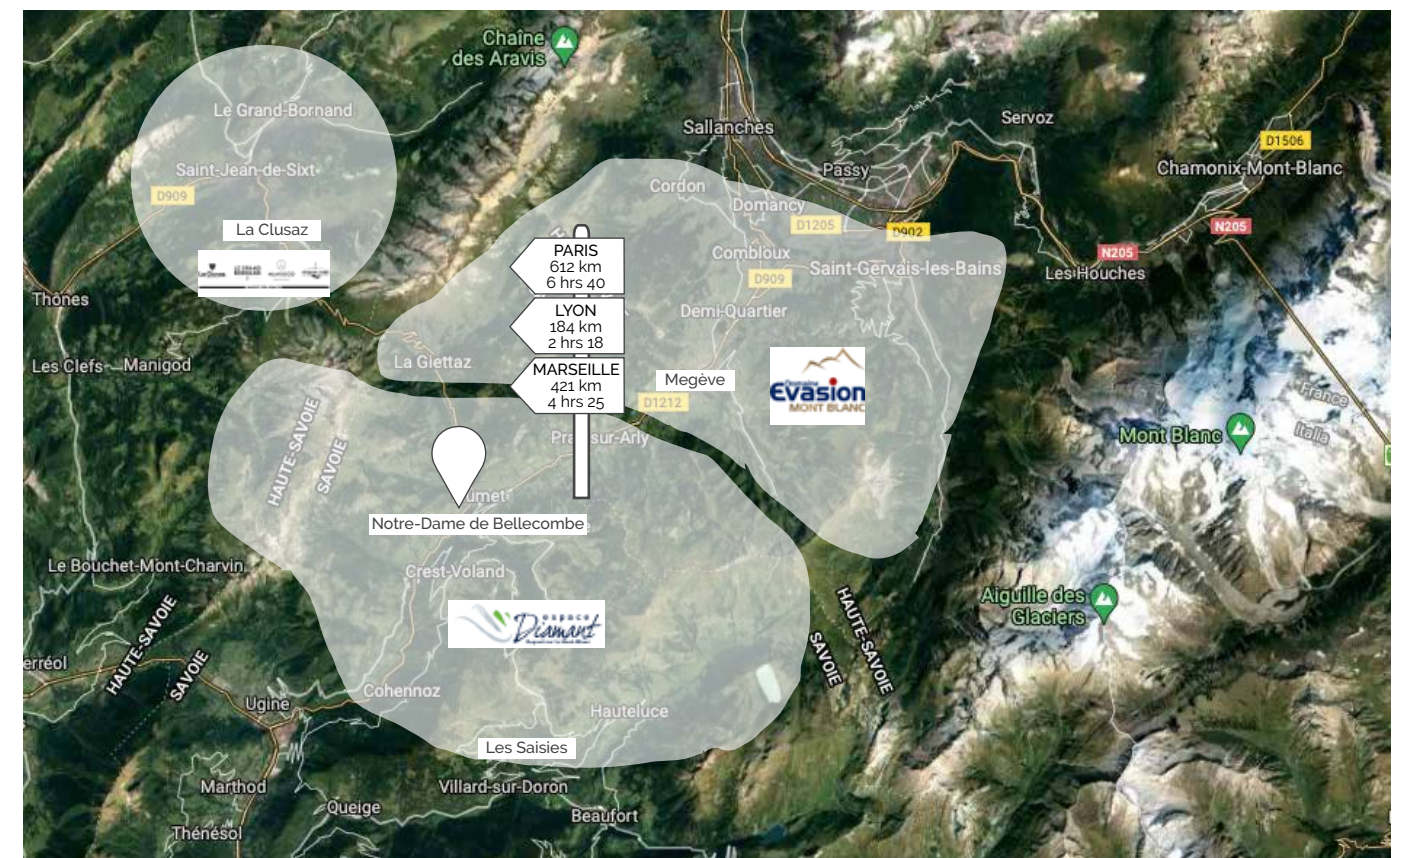 Chaîne
des Aravis
Le Grand-Bornand
Sallanches
Servoz
D1506
Saint-Jean-de-Sixt
Passy
Chamonix-Mont-Blanc
Cordon
D909
Domancy
D1205
D902
N205
La Clusaz
PARIS
612 km
6 hrs 40
Combloux
N205
Saint-Gervais-les-Bains
Les Houches
D909
Thônes
LYON
184 km
2 hrs 18
Demi-Quartier
Les Clefs
Manigod
La Giettaz
MARSEILLE
421 km
4 hrs 25
Megève
Domaine
Evasion
MONT BLANC
D1212
France
Italia
Mont Blanc
HAUTE-SAVOIE
SAVOIE
sur-Arly
umet
Notre-Dame de Bellecombe
Le Bouchet-Mont-Charvin
Crest-Voland
espace
Diamant
Aiguille des
Glaciers
HAUTE-SAVOIE
SAVOIE
HAUTE-SAVOIE
SAVOIE
erréol
Ugine
Cohennoz
Hauteluce
Les Saisies
Marthod
Villard-sur-Doron
Queige
Beaufort
Thénésol